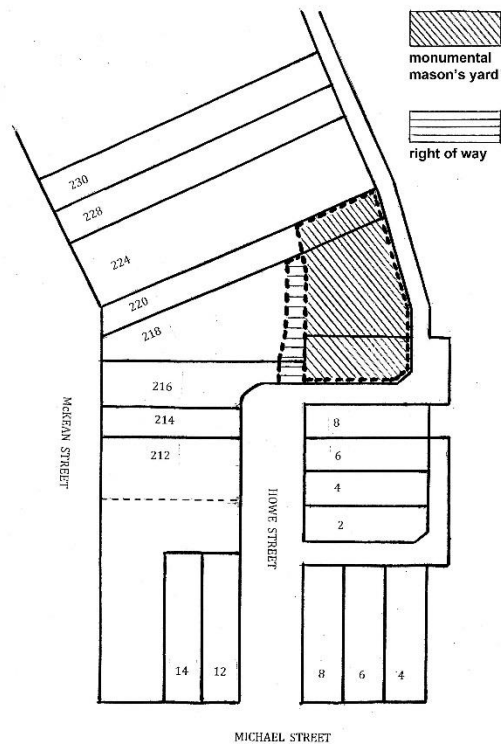 monumental
mason's yard
right of way
230
228
224
220
218
216
214
212
McKEAN STREET
HOWE STREET
8
6
4
2
14
12
8
6
4
MICHAEL STREET